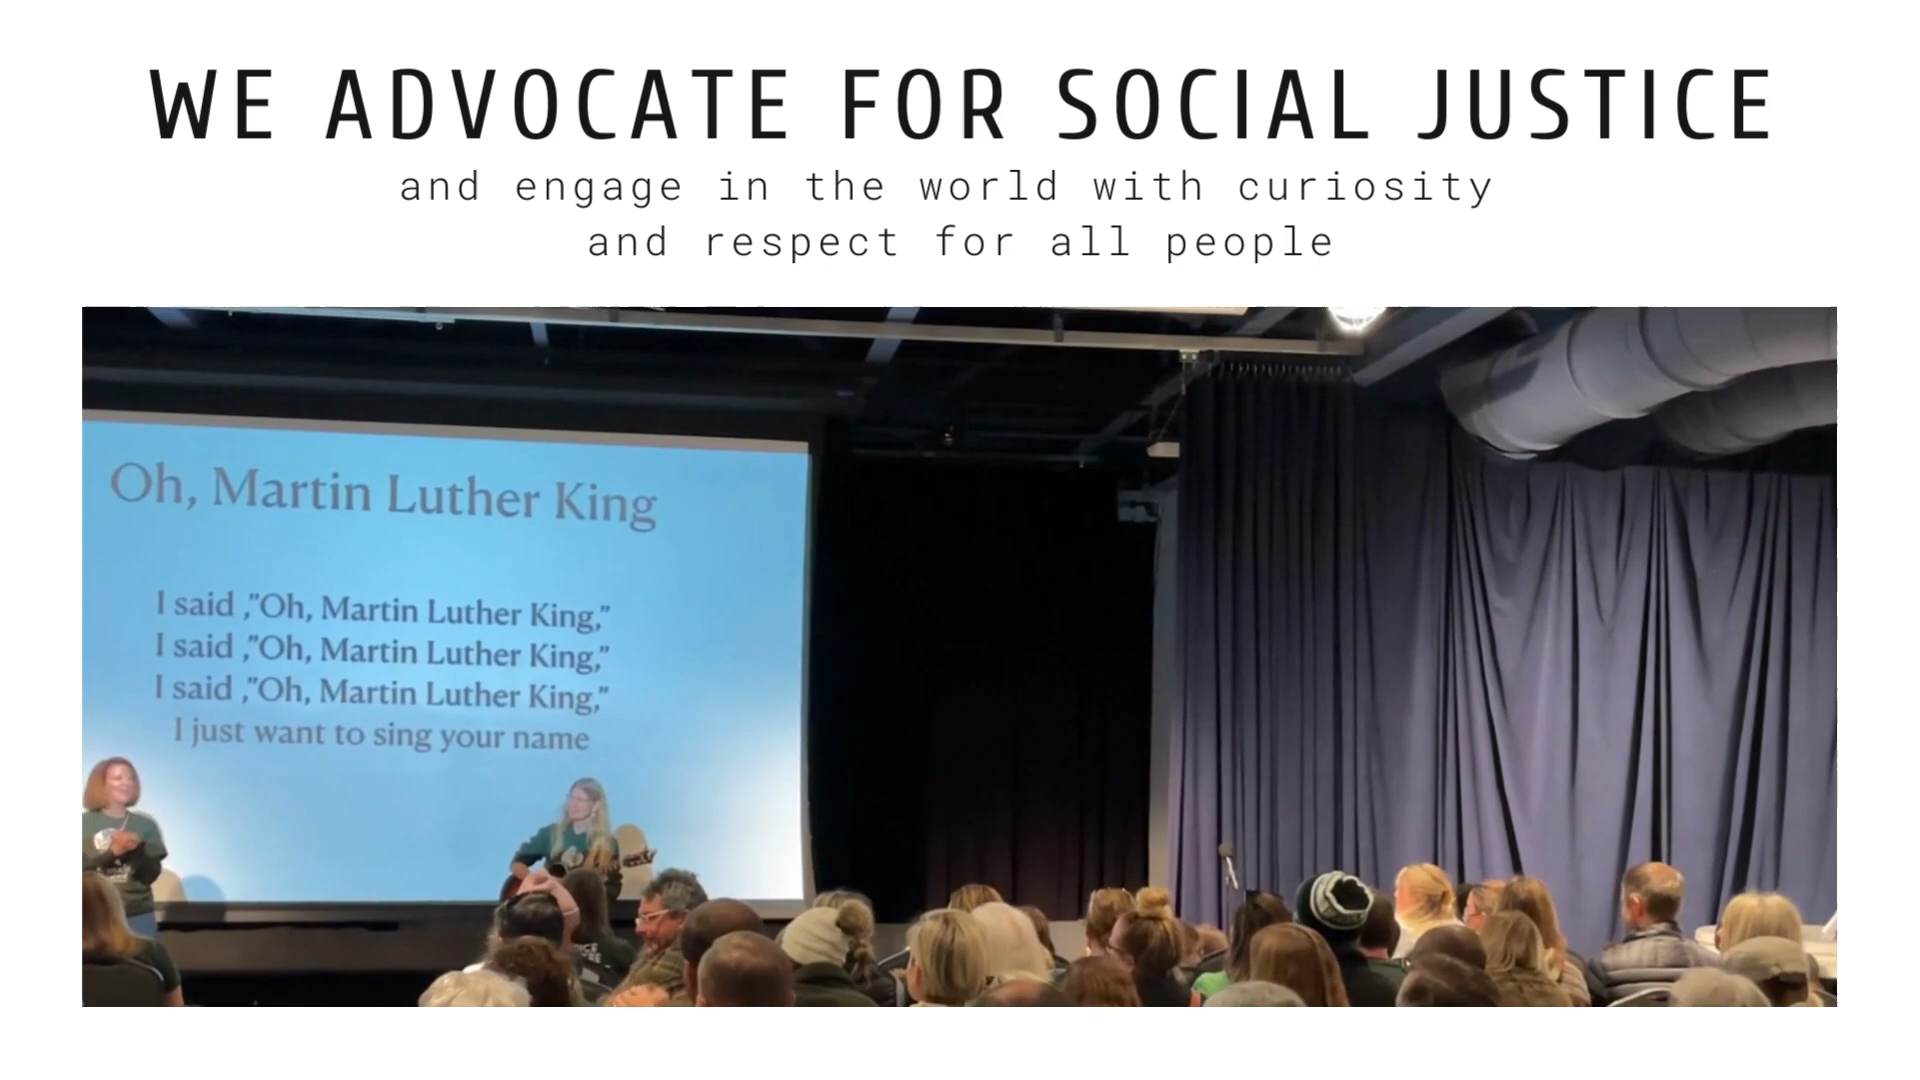 WE ADVOCATE FOR SOCIAL JUSTICE
and engage in the world with curiosity
and respect for all people
Oh, Martin Luther King
I said ,"Oh, Martin Luther King,"
I said ,"Oh, Martin Luther King,"
I said ,"Oh, Martin Luther King,"
I just want to sing your name